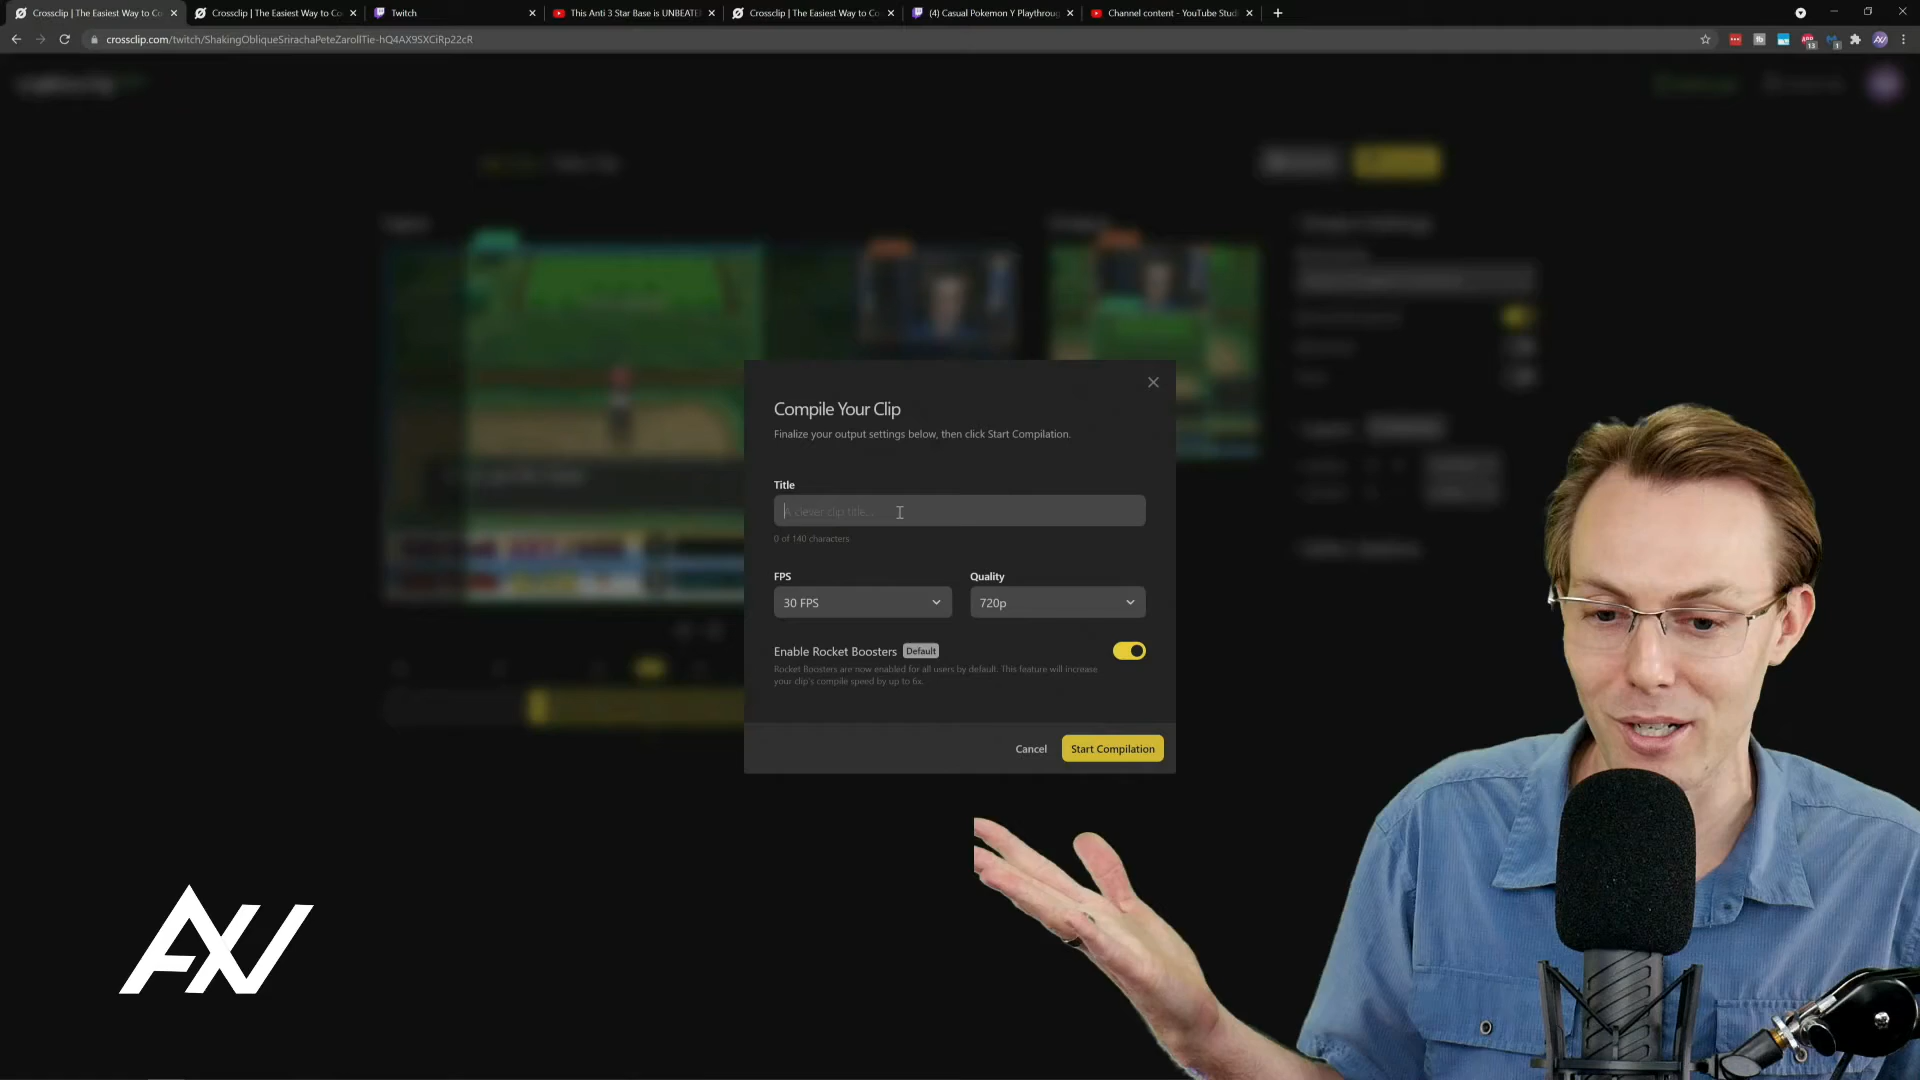 Crossclip | The Easiest Way to Co
Crossclip | The Easiest Way to Co
Twitch
This Anti 3 Star Base is UNBEATE
Crossclip | The Easiest Way to Co
(4) Casual Pokemon Y Playthroug
Channel content - YouTube Stud
crossclip.com/twitch/ShakingObliqueSrirachaPeteZarollTie-hQ4AX9SXCiRp22cR
Compile Your Clip
Finalize your output settings below, then click Start Compilation.
Title
A clever clip title...
0 of 140 characters
FPS
Quality
30 FPS
720p
Enable Rocket Boosters Default
Rocket Boosters are now enabled for all users by default. This feature will increase
your clip's compile speed by up to 6x.
Cancel
Start Compilation